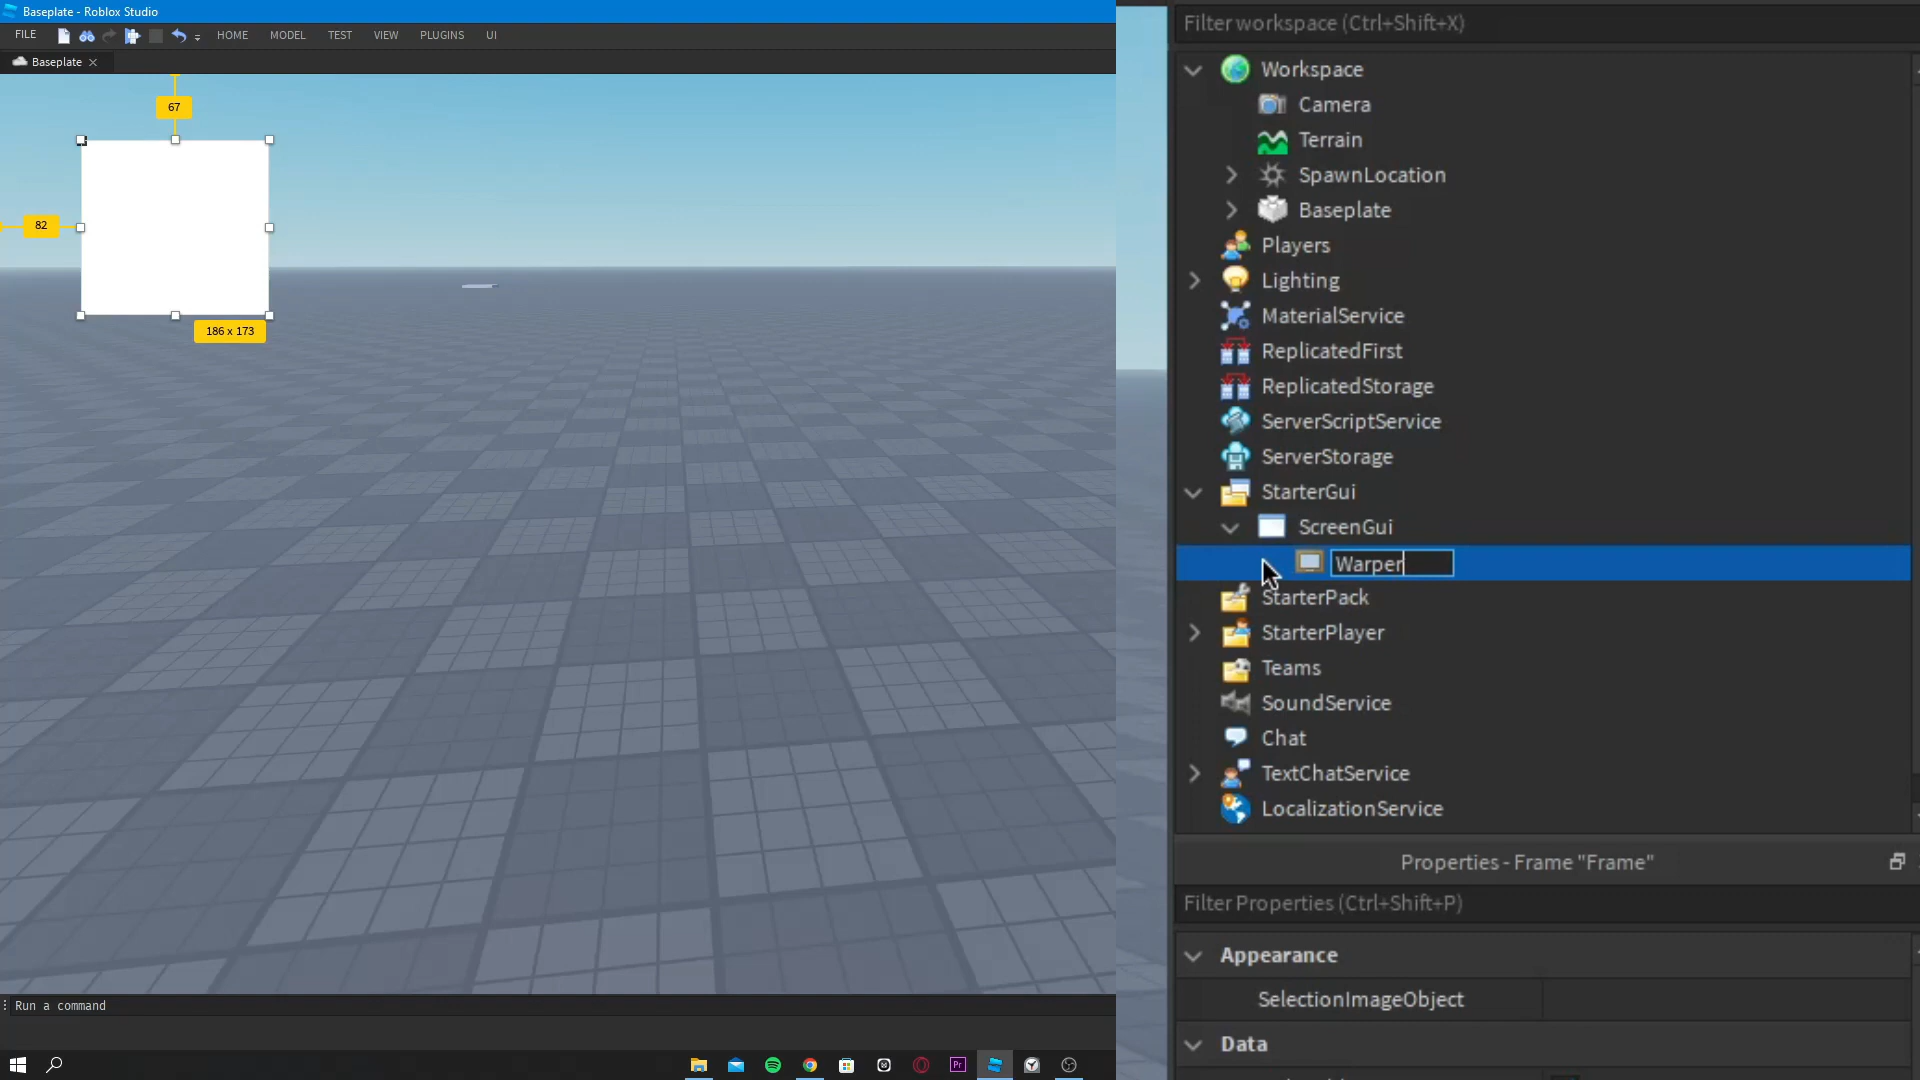 Baseplate - Roblox Studio
FILE HOME MODEL TEST VIEW PLUGINS UI
Baseplate
67
82
186 x 173
Run a command
Pr
Filter workspace (Ctrl+Shift+X)
Workspace
Camera
Terrain
SpawnLocation
Baseplate
Players
Lighting
MaterialService
ReplicatedFirst
ReplicatedStorage
ServerScriptService
ServerStorage
StarterGui
ScreenGui
Warper
StarterPack
StarterPlayer
Teams
SoundService
Chat
TextChatService
LocalizationService
Properties - Frame "Frame"
Filter Properties (Ctrl+Shift+P)
Appearance
SelectionImageObject
Data